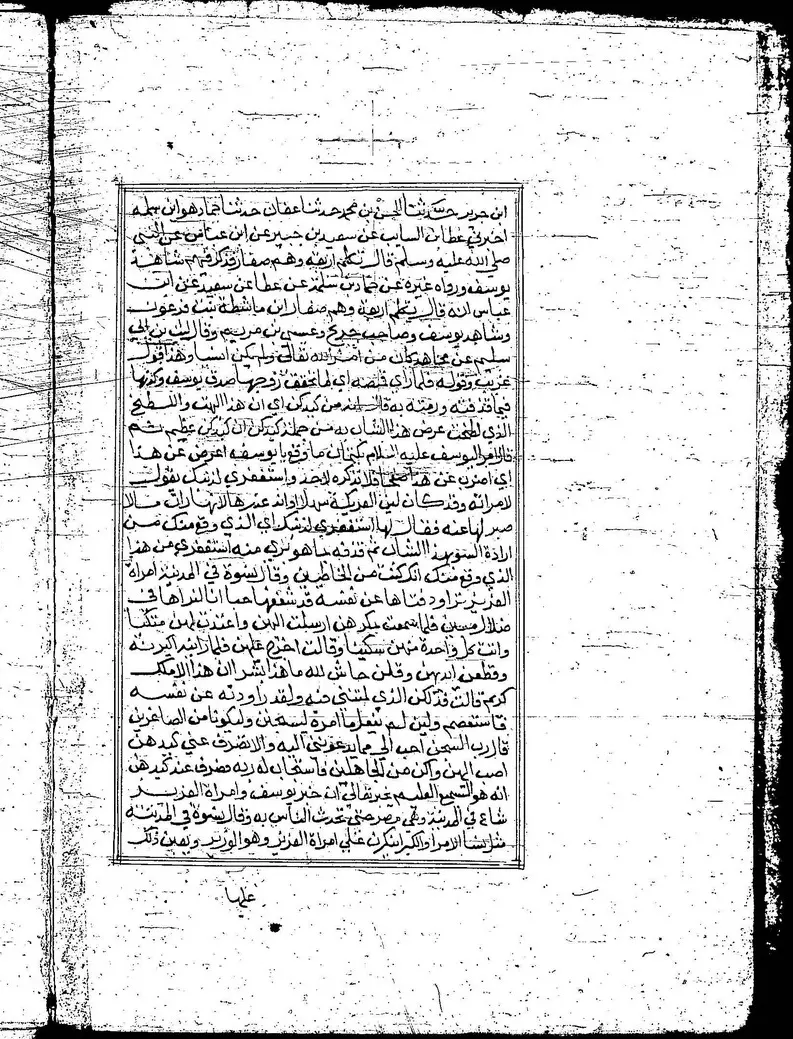 ابن جرير حدثنا الحسن بن محمد حدثنا عفان حدثنا حماد هو ابن سلمه
اخبرني عطا بن السايب عن سعيد بن جبير عن ابن عباس عن النبي
صلى الله عليه وسلم قال تكلم اربعة وهم صغار فذكر فيهم شاهد
يوسف ورواه غيره عن حماد بن سلمة عن عطا عن سعيد عن ابن
عباس انه قال تكلم اربعة وهم صغار ابن ماشطة بنت فرعون
وشاهد يوسف وصاحب جريج وعيسى بن مريم وقال ليث بن ابي
سليم عن مجاهد كان من امر الله تعالى ولم يكن انسيا وهذا قول
غريب وقوله فلما راي قميصه اي لما تحقق زوجها صدق يوسف وكذبها
فيما قذفته ورمته به قال انه من كيدكن اي ان هذا البهت واللطخ
الذي لطخت عرض هذا الشاب به من جملة كيدكن ان كيدكن عظيم ثم
قال امر ليوسف عليه السلام بكتمان ما وقع يا يوسف اعرض عن هذا
اي اضرب عن هذا صفحا فلا تذكره لاحد واستغفري لذنبك يقول
لامراته وقد كان لين العريكة سهلا او انه عذرها لانها رات ما لا
صبر لها عنه فقال لها استغفري لذنبك اي الذي وقع منك من
ارادة السو بهذا الشاب ثم قذفه بما هو بري منه استغفري من هذا
الذي وقع منك انك كنت من الخاطيين وقال نسوة في المدينة امراة
العزيز تراود فتاها عن نفسه قد شغفها حبا انا لنراها في
ضلال مبين فلما سمعت بمكرهن ارسلت اليهن واعتدت لهن متكئا
واتت كل واحدة منهن سكينا وقالت اخرج عليهن فلما راينه اكبرنه
وقطعن ايديهن وقلن حاش لله ما هذا بشرا ان هذا الا ملك
كريم قالت فذلكن الذي لمتنني فيه ولقد راودته عن نفسه
فاستعصم ولين لم يفعل ما امره ليسجنن وليكونا من الصاغرين
قال رب السجن احب الي مما يدعونني اليه والا تصرف عني كيدهن
اصب اليهن واكن من الجاهلين فاستجاب له ربه فصرف عنه كيدهن
انه هو السميع العليم يخبر تعالى ان خبر يوسف وامراة العزيز
شاع في المدينة وهي مصر حتى تحدث الناس به وقال نسوة في المدينة
مثل نسا الامرا والكبرا ينكرن علي امراة العزيز وهو الوزير ويعبن ذلك
عليها